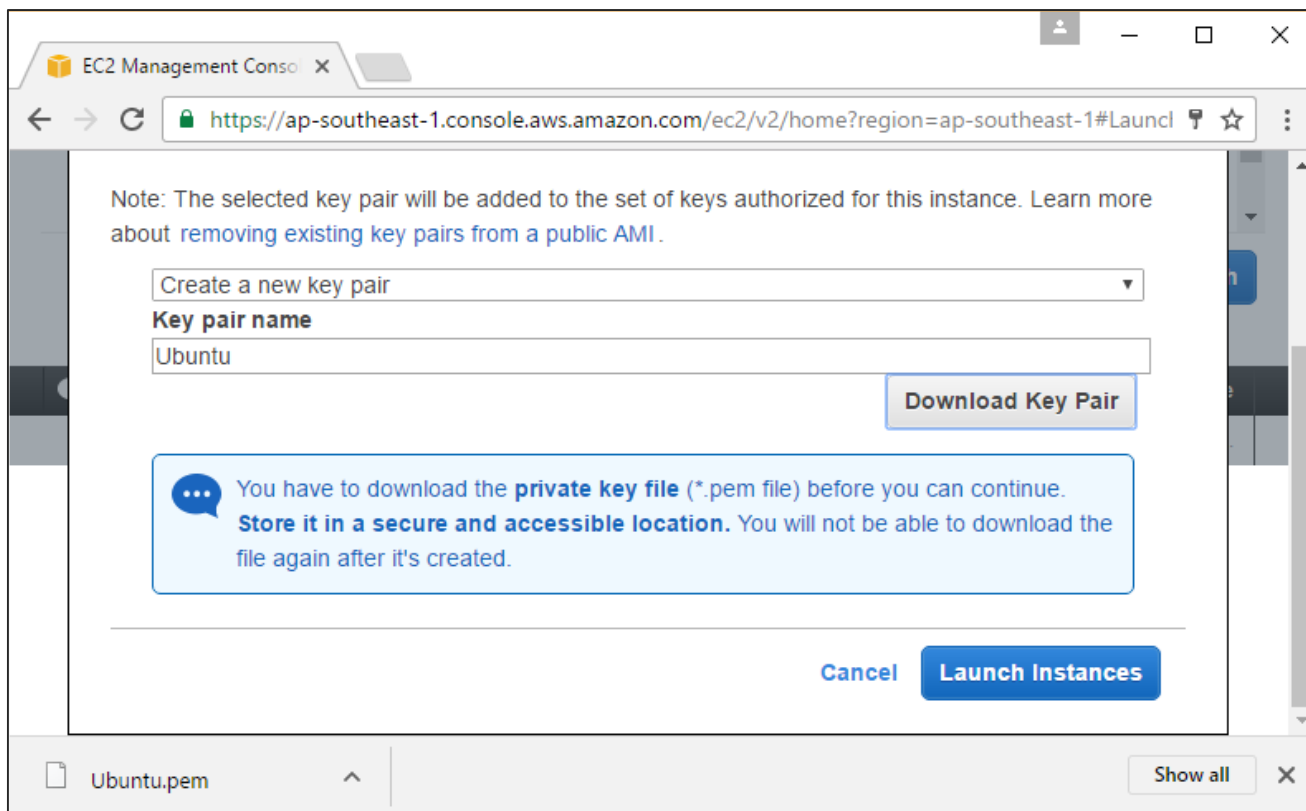 EC2 Management Conso
https://ap-southeast-1.console.aws.amazon.com/ec2/v2/home?region=ap-southeast-1#Launcl
Note: The selected key pair will be added to the set of keys authorized for this instance. Learn more
about removing existing key pairs from a public AMI.
Create a new key pair
Key pair name
Ubuntu
Download Key Pair
You have to download the private key file (*.pem file) before you can continue.
Store it in a secure and accessible location. You will not be able to download the
file again after it's created.
Cancel Launch Instances
Ubuntu.pem Show all